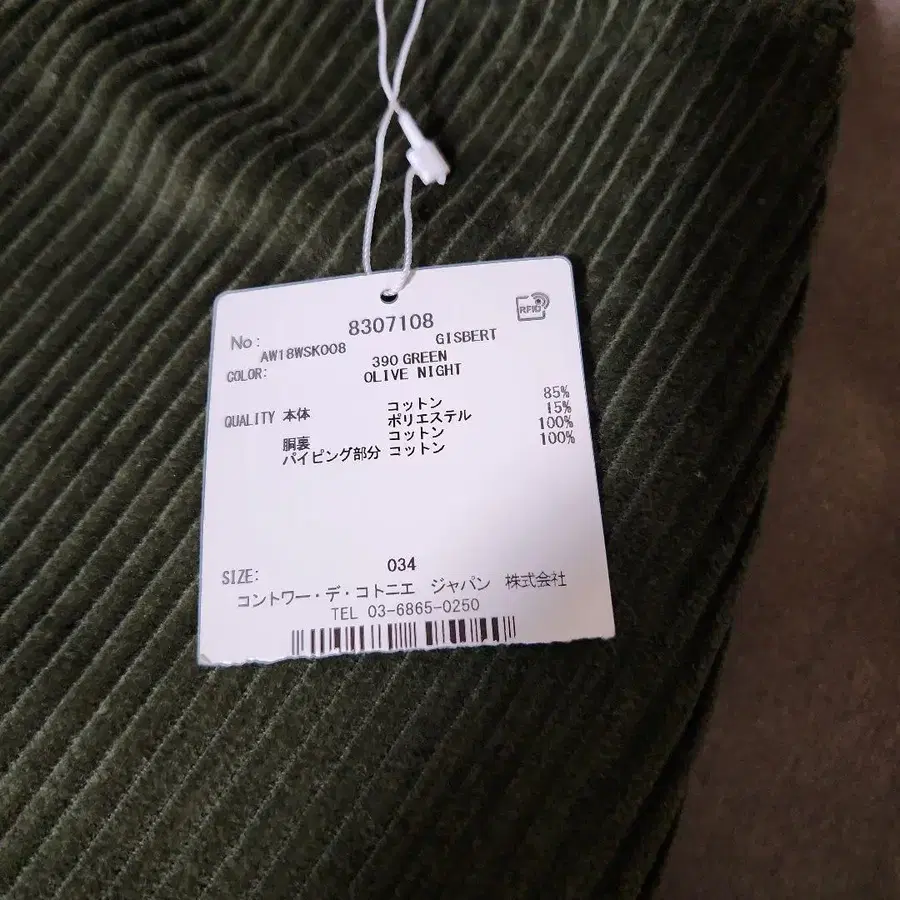 RFID
No: 8307108
AW18WSK008 GISBERT
COLOR: 390 GREEN
OLIVE NIGHT
QUALITY 本体 コットン 85%
ポリエステル 15%
胴裏 コットン 100%
パイピング部分 コットン 100%
SIZE: 034
コントワー・デ・コトニエ ジャパン 株式会社
TEL 03-6865-0250